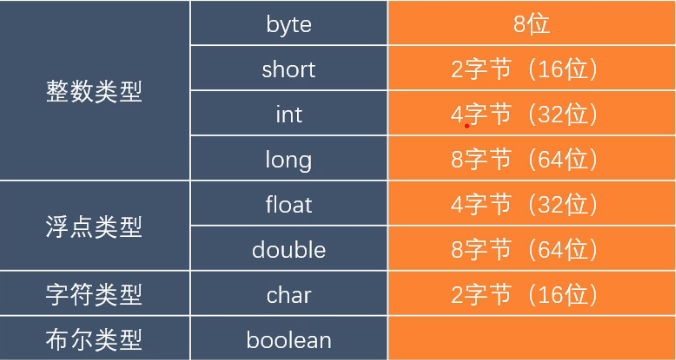 整数类型
byte
8位
short
2字节（16位）
int
4字节（32位）
long
8字节（64位）
浮点类型
float
4字节（32位）
double
8字节（64位）
字符类型
char
2字节（16位）
布尔类型
boolean